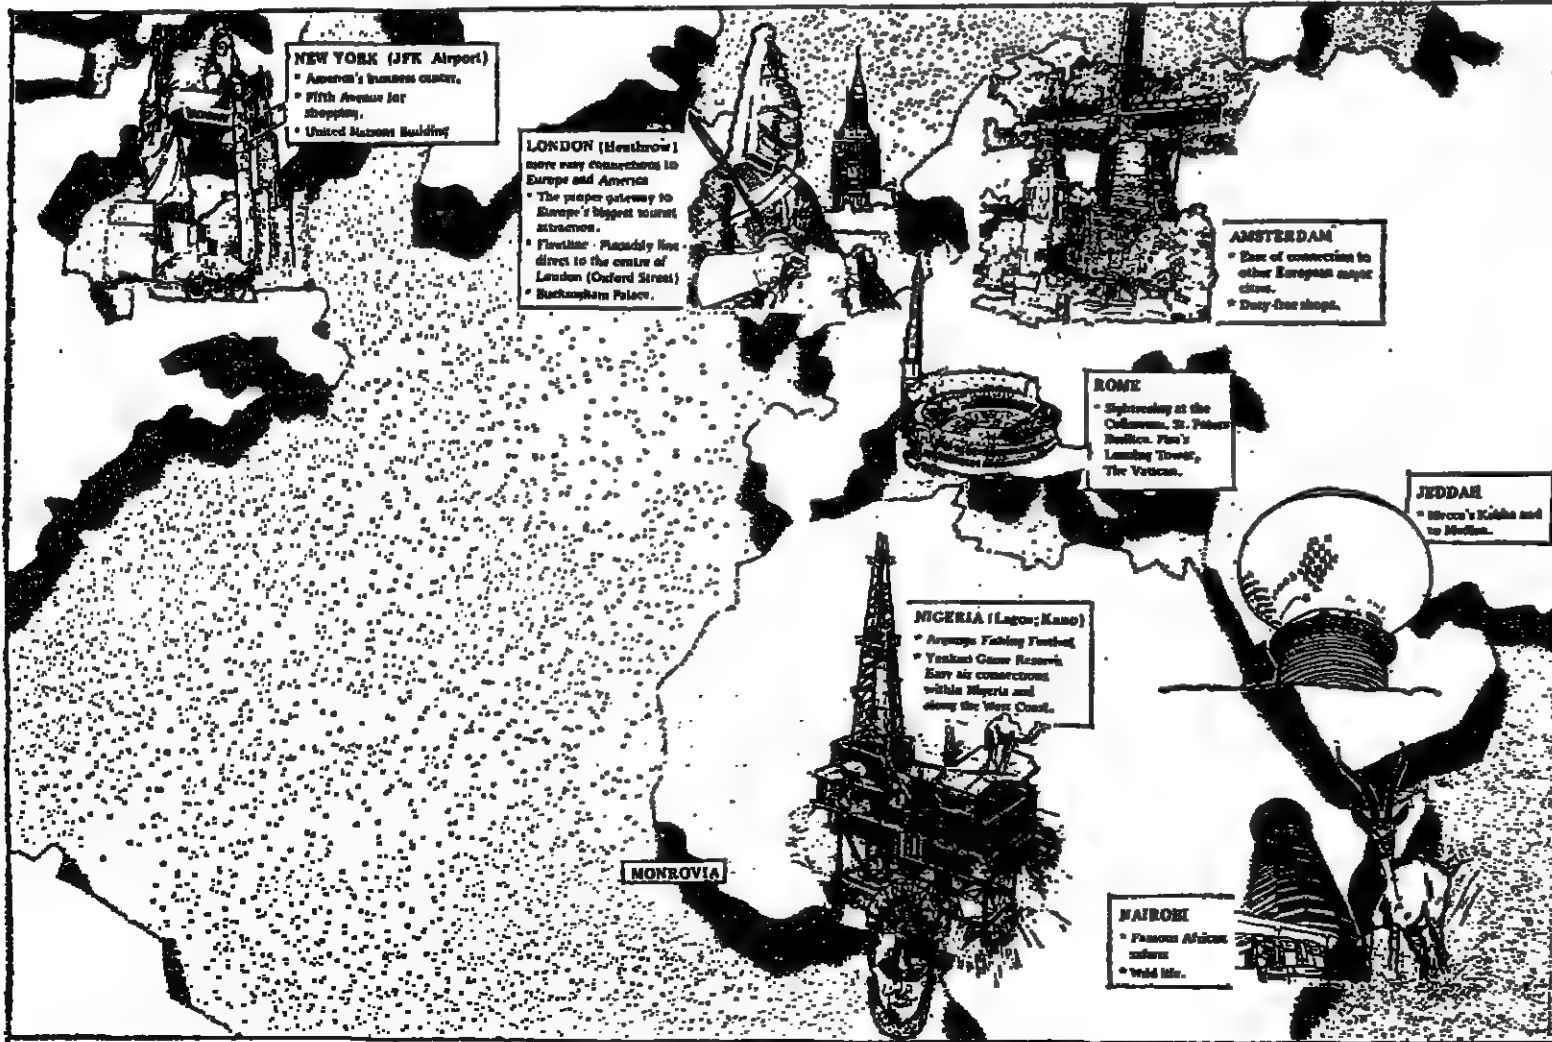 NEW YORK (JFK Airport)
* America's business center.
* Fifth Avenue for
shopping.
* United Nations Building
LONDON (Heathrow)
more easy connections to
Europe and America
* The proper gateway to
Europe's biggest tourist
attraction.
* Piccadily line
direct to the centre of
London (Oxford Street)
* Buckingham Palace.
AMSTERDAM
* Ease of connection to
other European major
cities.
* Duty-free shops.
ROME
* Sightseeing at the
Colosseum, St. Peters
Basilica. Pisa's
Leaning Tower,
The Vatican.
JEDDAH
* Mecca's Kabba and
to Medina.
NIGERIA (Lagos; Kano)
* Argungu Fishing Festival,
* Yankari Game Reserve.
Easy air connections
within Nigeria and
along the West Coast.
MONROVIA
NAIROBI
* Famous African
safaris
* Wild life.